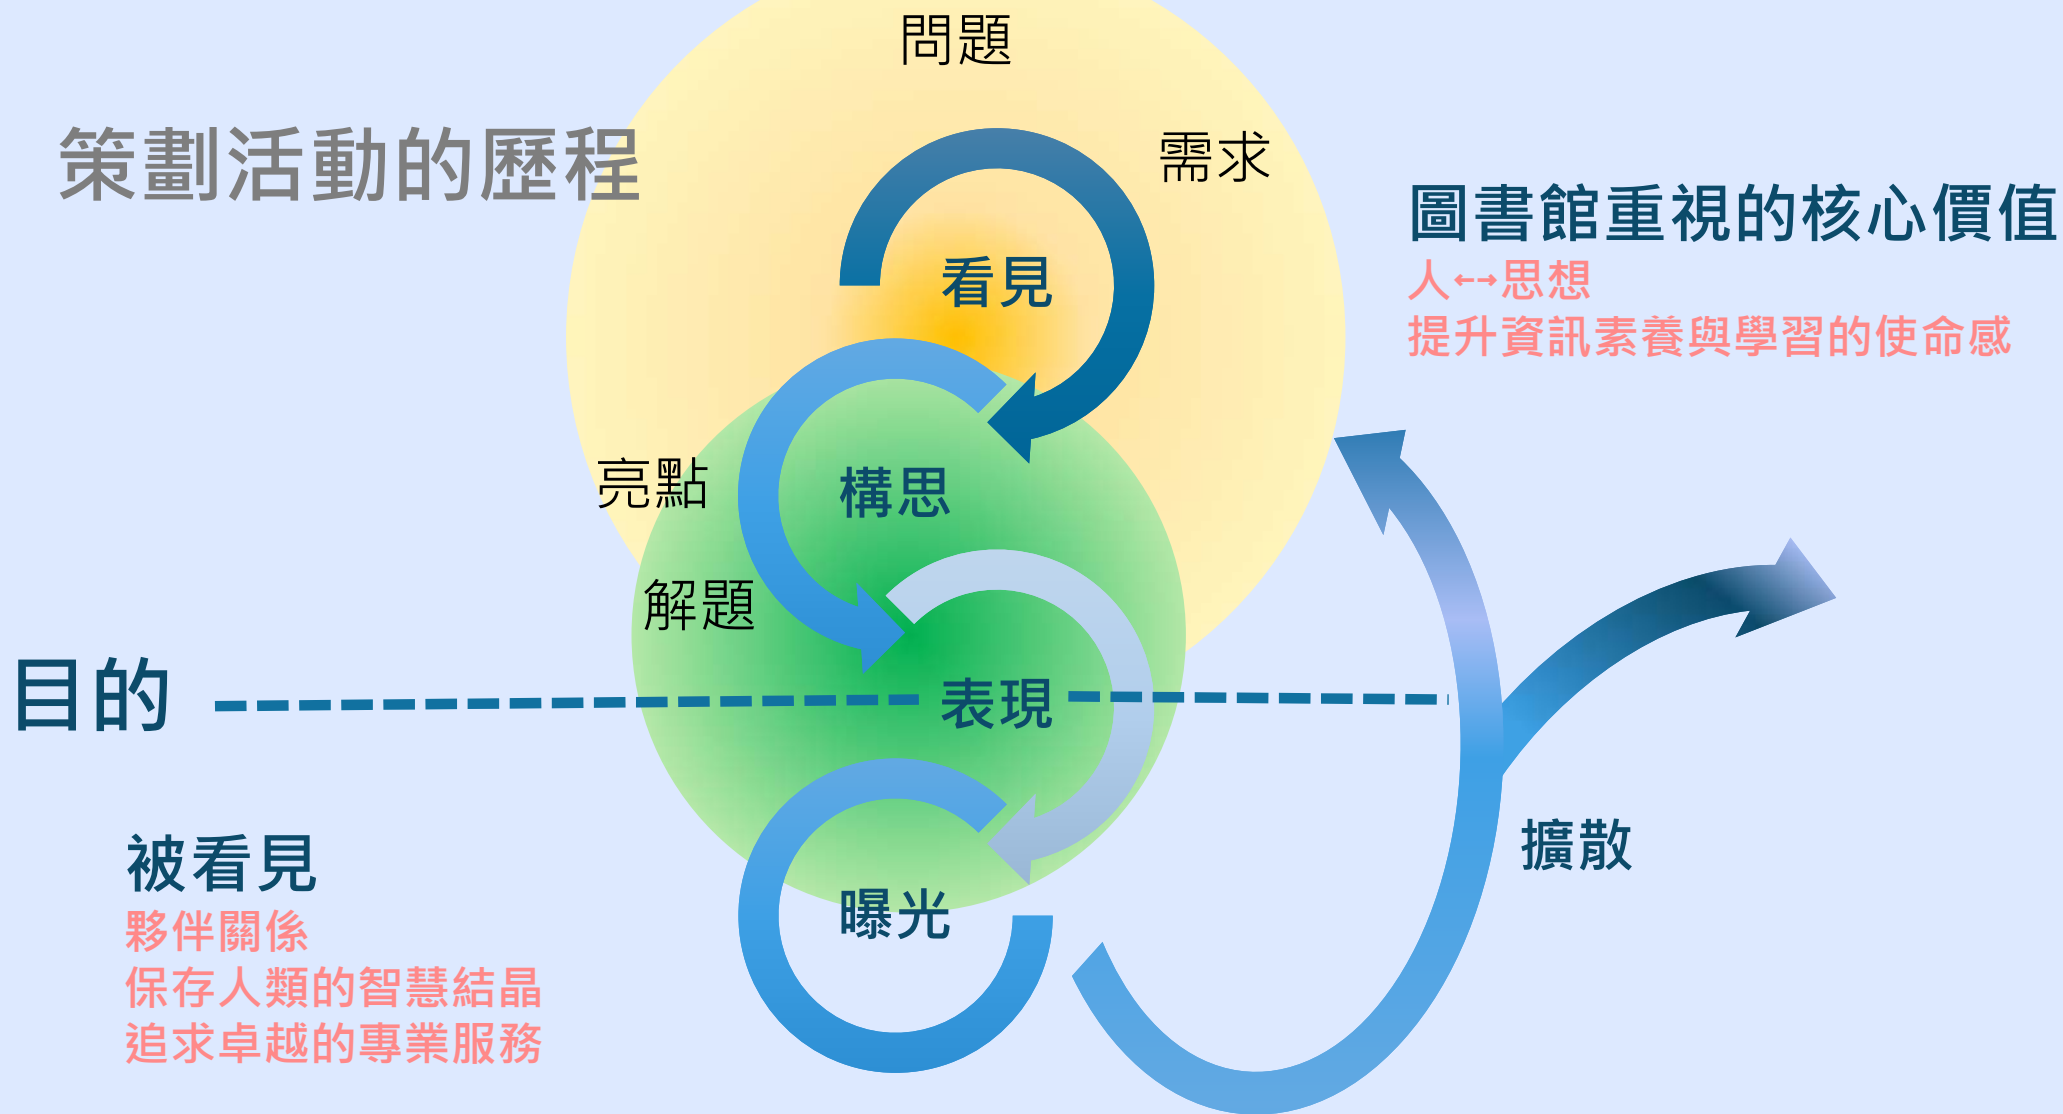 問題
策劃活動的歷程
需求
圖書館重視的核心價值
人←→思想
提升資訊素養與學習的使命感
看見
亮點
構思
解題
目的
表現
被看見
夥伴關係
保存人類的智慧結晶
追求卓越的專業服務
曝光
擴散